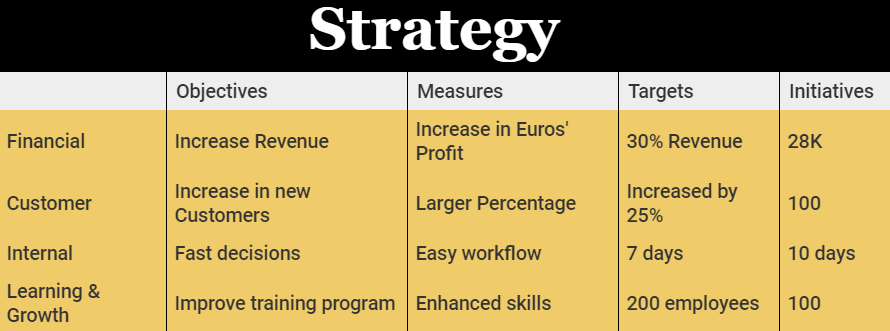 Strategy
Objectives Measures Targets Initiatives
Financial Increase Revenue Increase in Euros' Profit 30% Revenue 28K
Customer Increase in new Customers Larger Percentage Increased by 25% 100
Internal Fast decisions Easy workflow 7 days 10 days
Learning & Growth Improve training program Enhanced skills 200 employees 100